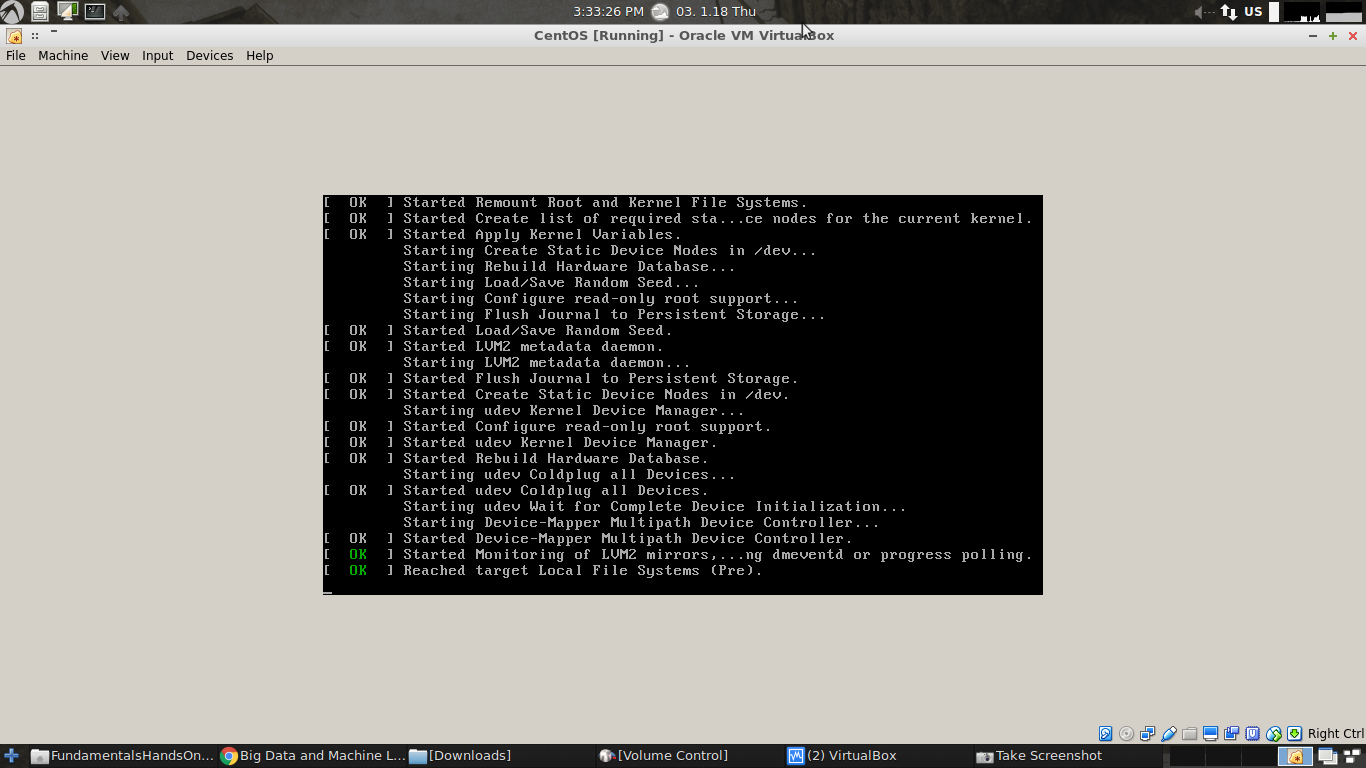 3:33:26 PM 03. 1.18 Thu US
CentOS [Running] - Oracle VM VirtualBox
File Machine View Input Devices Help
[  OK  ] Started Remount Root and Kernel File Systems.
[  OK  ] Started Create list of required sta...ce nodes for the current kernel.
[  OK  ] Started Apply Kernel Variables.
Starting Create Static Device Nodes in /dev...
Starting Rebuild Hardware Database...
Starting Load/Save Random Seed...
Starting Configure read-only root support...
Starting Flush Journal to Persistent Storage...
[  OK  ] Started Load/Save Random Seed.
[  OK  ] Started LVM2 metadata daemon.
Starting LVM2 metadata daemon...
[  OK  ] Started Flush Journal to Persistent Storage.
[  OK  ] Started Create Static Device Nodes in /dev.
Starting udev Kernel Device Manager...
[  OK  ] Started Configure read-only root support.
[  OK  ] Started udev Kernel Device Manager.
[  OK  ] Started Rebuild Hardware Database.
Starting udev Coldplug all Devices...
[  OK  ] Started udev Coldplug all Devices.
Starting udev Wait for Complete Device Initialization...
Starting Device-Mapper Multipath Device Controller...
[  OK  ] Started Device-Mapper Multipath Device Controller.
[  OK  ] Started Monitoring of LVM2 mirrors,...ng dmeventd or progress polling.
[  OK  ] Reached target Local File Systems (Pre).
Right Ctrl
FundamentalsHandsOn... Big Data and Machine L... [Downloads] [Volume Control] (2) VirtualBox Take Screenshot